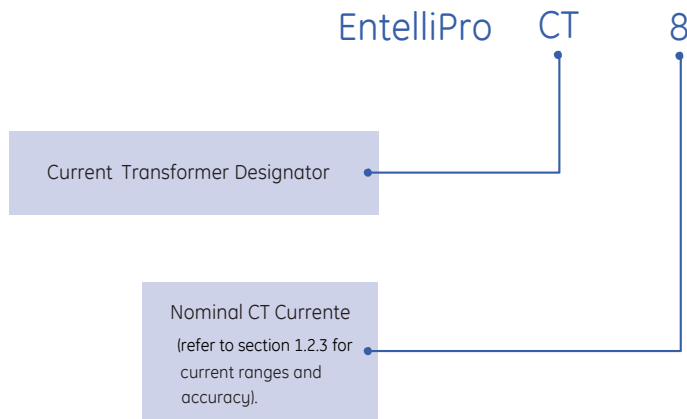 EntelliPro CT 8
Current Transformer Designator
Nominal CT Currente
(refer to section 1.2.3 for
current ranges and
accuracy).